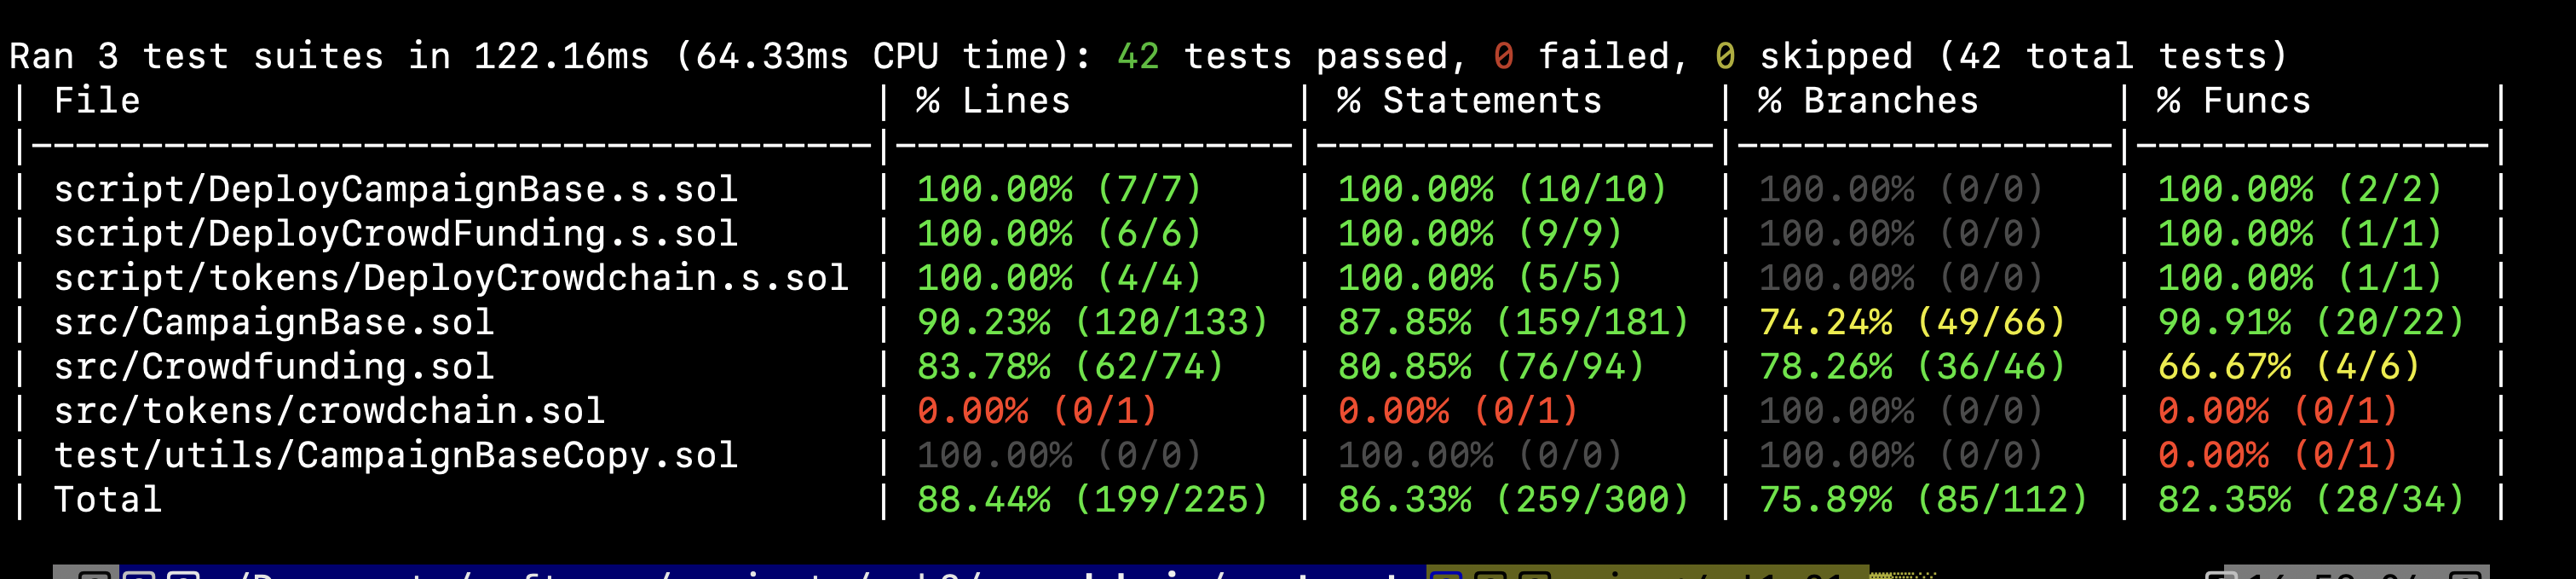 Ran 3 test suites in 122.16ms (64.33ms CPU time): 42 tests passed, 0 failed, 0 skipped (42 total tests)
| File | % Lines | % Statements | % Branches | % Funcs |
|---------------------------------------|------------------|------------------|-----------------|----------------|
| script/DeployCampaignBase.s.sol | 100.00% (7/7) | 100.00% (10/10) | 100.00% (0/0) | 100.00% (2/2) |
| script/DeployCrowdFunding.s.sol | 100.00% (6/6) | 100.00% (9/9) | 100.00% (0/0) | 100.00% (1/1) |
| script/tokens/DeployCrowdchain.s.sol | 100.00% (4/4) | 100.00% (5/5) | 100.00% (0/0) | 100.00% (1/1) |
| src/CampaignBase.sol | 90.23% (120/133) | 87.85% (159/181) | 74.24% (49/66) | 90.91% (20/22) |
| src/Crowdfunding.sol | 83.78% (62/74) | 80.85% (76/94) | 78.26% (36/46) | 66.67% (4/6) |
| src/tokens/crowdchain.sol | 0.00% (0/1) | 0.00% (0/1) | 100.00% (0/0) | 0.00% (0/1) |
| test/utils/CampaignBaseCopy.sol | 100.00% (0/0) | 100.00% (0/0) | 100.00% (0/0) | 0.00% (0/1) |
| Total | 88.44% (199/225) | 86.33% (259/300) | 75.89% (85/112) | 82.35% (28/34) |